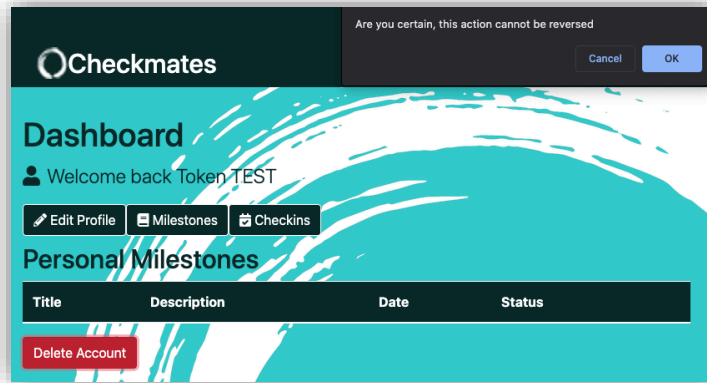 Are you certain, this action cannot be reversed
Cancel OK
Checkmates
Dashboard
Welcome back Token TEST
Edit Profile Milestones Checkins
Personal Milestones
Title Description Date Status
Delete Account